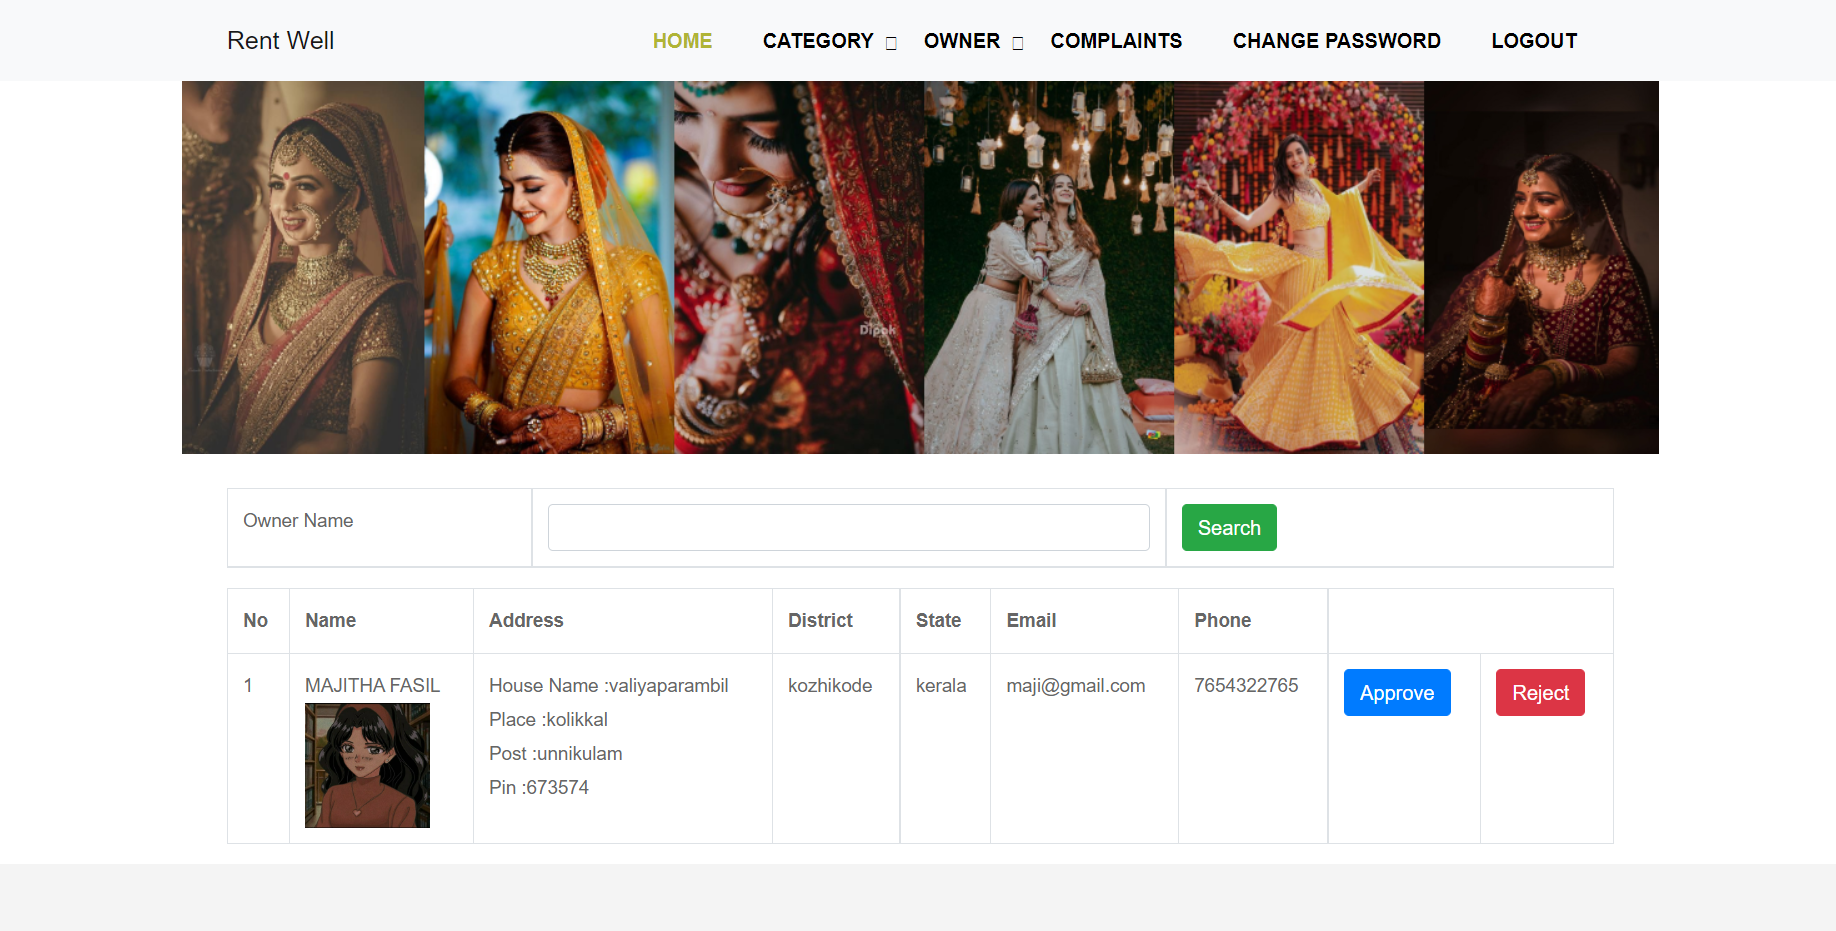 Rent Well
HOME CATEGORY OWNER COMPLAINTS CHANGE PASSWORD LOGOUT
Dipak
Owner Name
Search
No Name Address District State Email Phone
1 MAJITHA FASIL House Name :valiyaparambil kozhikode kerala maji@gmail.com 7654322765 Approve Reject
Place :kolikkal
Post :unnikulam
Pin :673574